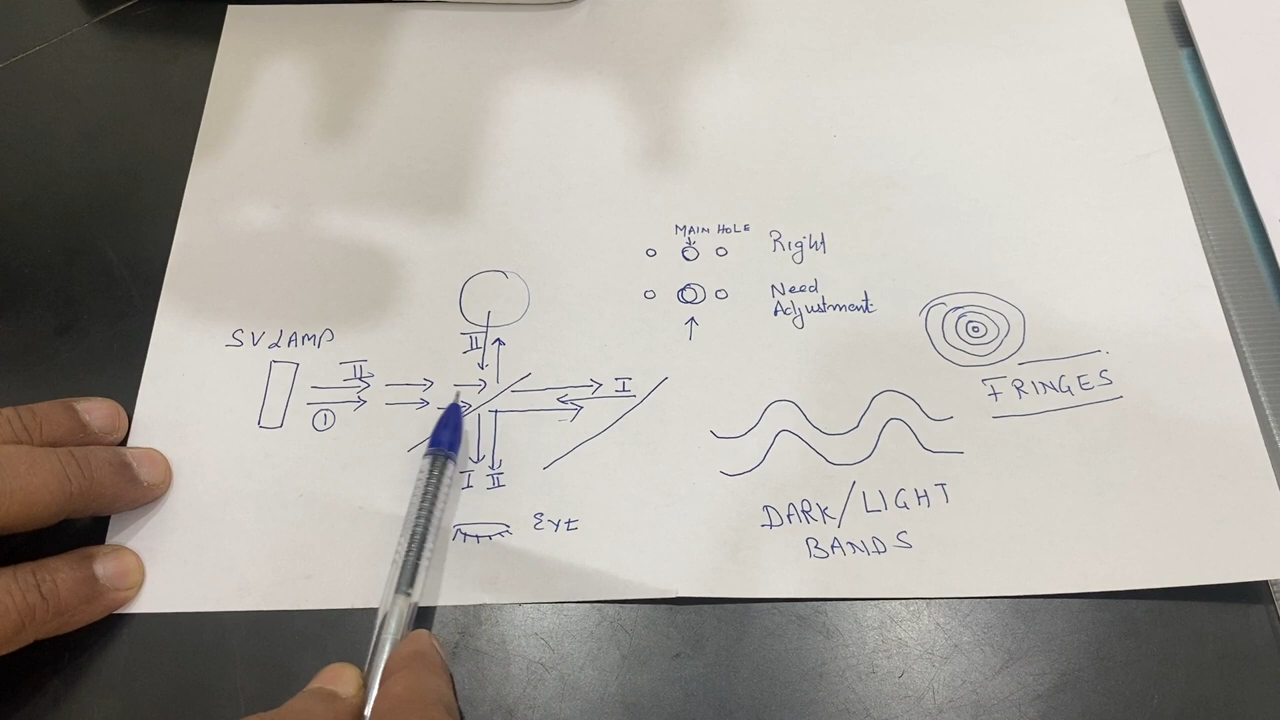 MAIN HOLE
Right
Need
Adjustment
SV LAMP
II
①
II
I
I II
EYE
FRINGES
DARK/LIGHT
BANDS